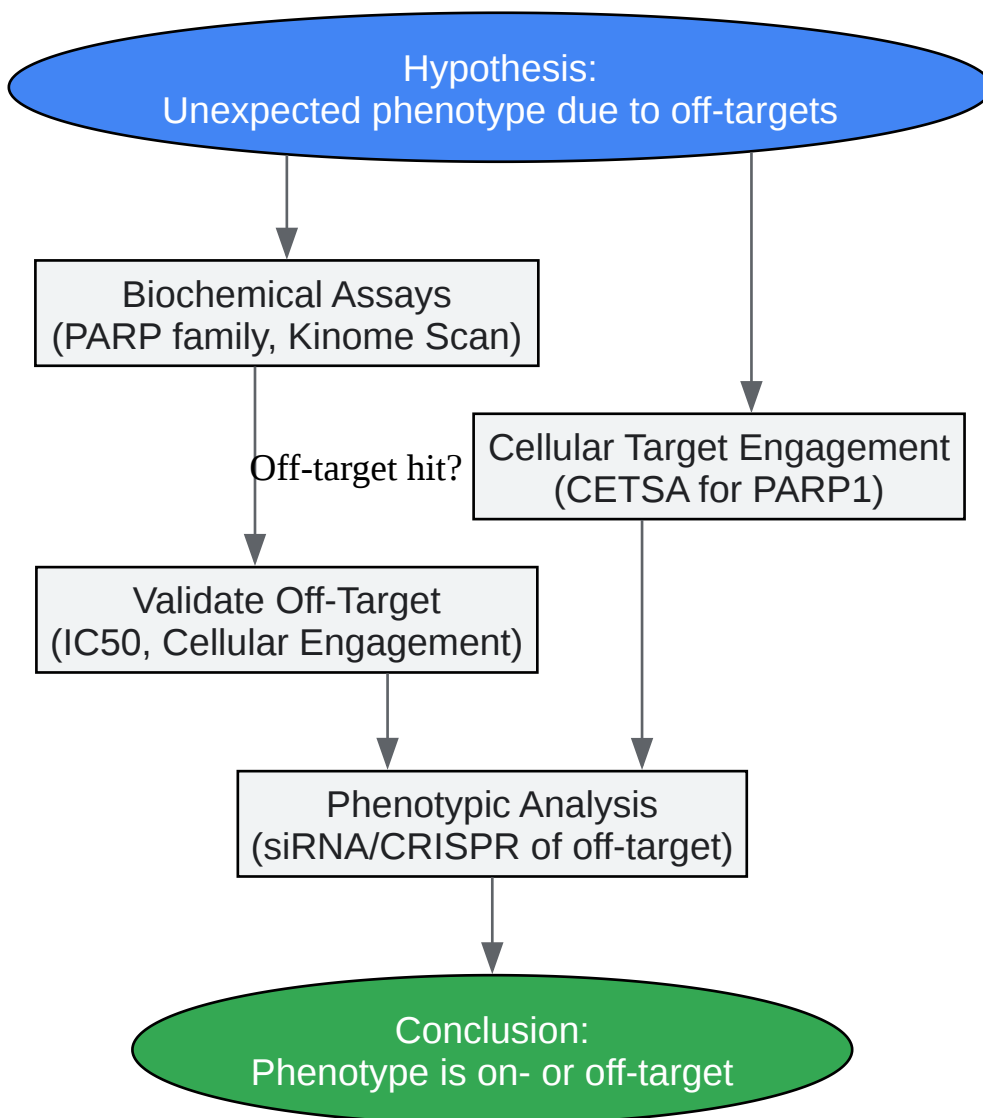 Hypothesis:
Unexpected phenotype due to off-targets
Biochemical Assays
(PARP family, Kinome Scan)
Off-target hit?
Cellular Target Engagement
(CETSA for PARP1)
Validate Off-Target
(IC50, Cellular Engagement)
Phenotypic Analysis
(siRNA/CRISPR of off-target)
Conclusion:
Phenotype is on- or off-target